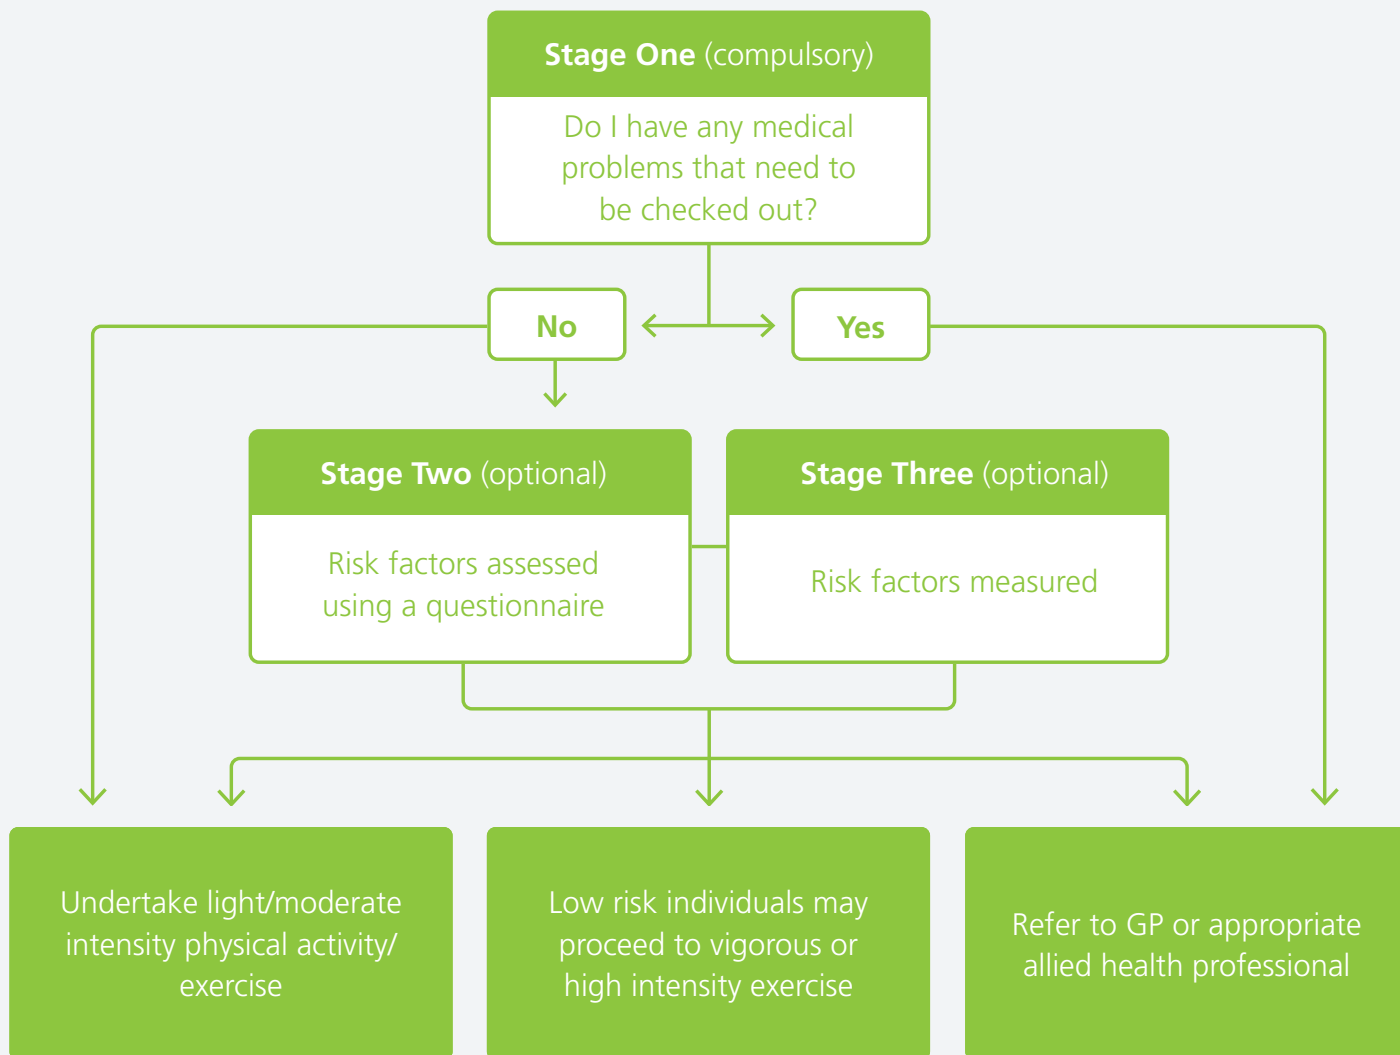 Stage One (compulsory)
Do I have any medical
problems that need to
be checked out?
No
Yes
Stage Two (optional)
Risk factors assessed
using a questionnaire
Stage Three (optional)
Risk factors measured
Undertake light/moderate
intensity physical activity/
exercise
Low risk individuals may
proceed to vigorous or
high intensity exercise
Refer to GP or appropriate
allied health professional